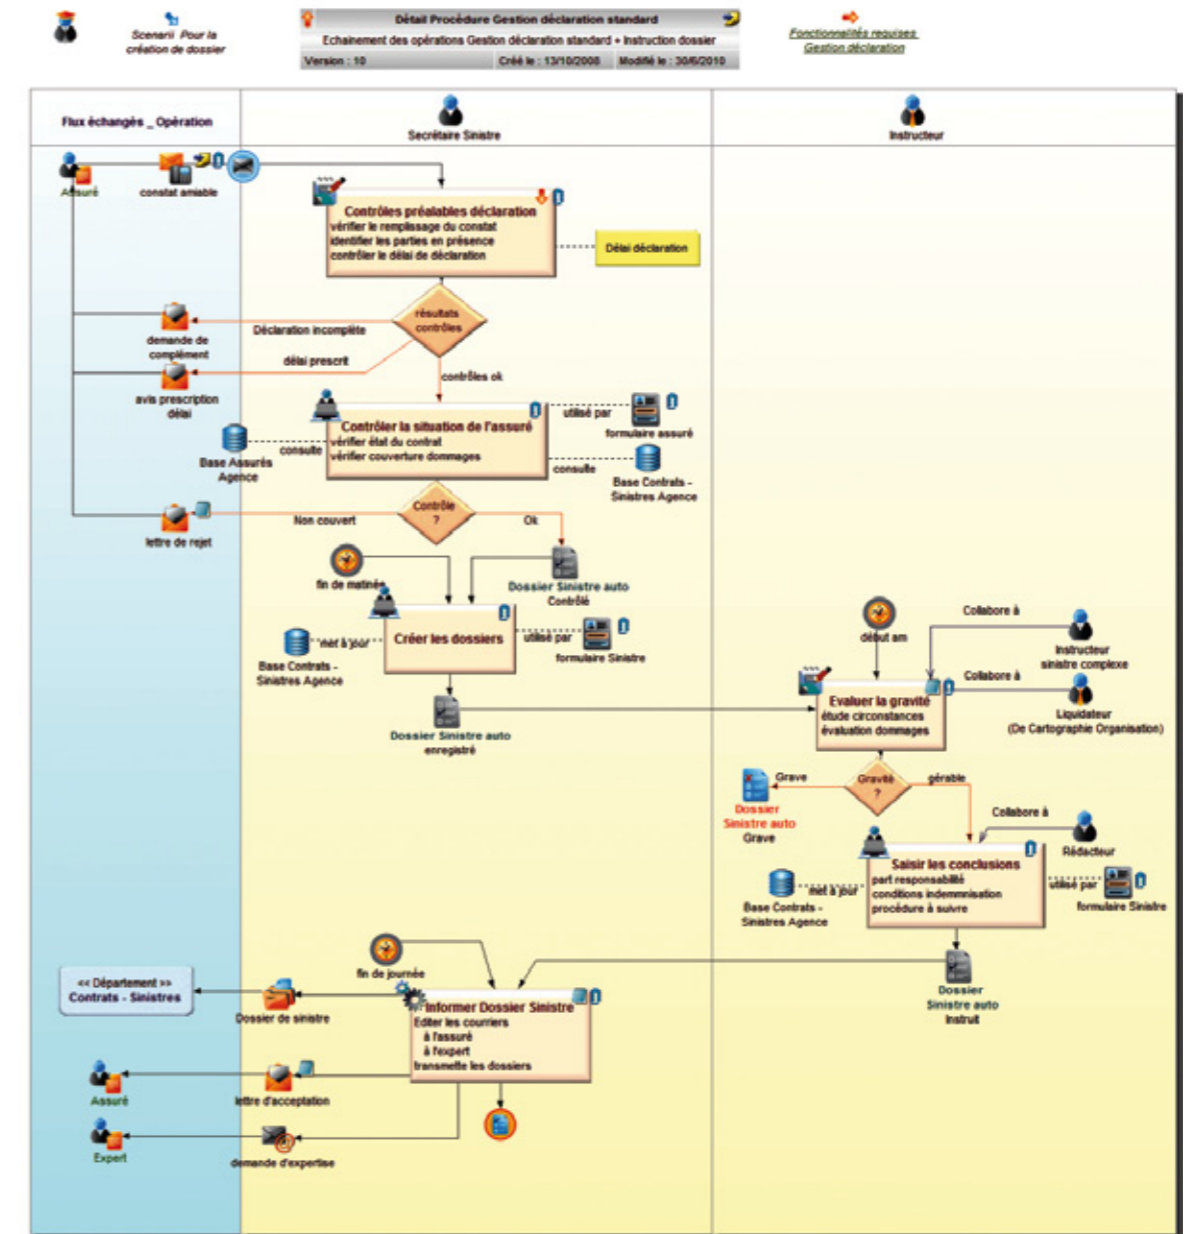 Scenarii Pour la
création de dossier
Détail Procédure Gestion déclaration standard
Echainement des opérations Gestion déclaration standard + Instruction dossier
Version : 10
Créé le : 13/10/2008
Modifié le : 30/6/2010
Fonctionnalités requises
Gestion déclaration
Flux échangés _ Opération
Secrétaire Sinistre
Instructeur
Assuré
constat amiable
Contrôles préalables déclaration
vérifier le remplissage du constat
identifier les parties en présence
contrôler le délai de déclaration
Délai déclaration
résultats
contrôles
Déclaration incomplète
demande de
complément
délai prescrit
contrôles ok
avis prescription
délai
Contrôler la situation de l'assuré
vérifier état du contrat
vérifier couverture dommages
utilisé par
formulaire assuré
consulte
Base Assurés
Agence
consulte
Base Contrats -
Sinistres Agence
Contrôle
?
Non couvert
Ok
lettre de rejet
fin de matinée
Dossier Sinistre auto
Contrôlé
Créer les dossiers
met à jour
Base Contrats -
Sinistres Agence
utilisé par
formulaire Sinistre
Dossier Sinistre auto
enregistré
début am
Collabore à
Instructeur
sinistre complexe
Collabore à
Liquidateur
(De Cartographie Organisation)
Evaluer la gravité
étude circonstances
évaluation dommages
Gravité
?
Grave
gérable
Dossier
Sinistre auto
Grave
Collabore à
Rédacteur
Saisir les conclusions
part responsabilité
conditions indemmnisation
procédure à suivre
met à jour
Base Contrats -
Sinistres Agence
utilisé par
formulaire Sinistre
Dossier
Sinistre auto
Instruit
fin de journée
<< Département >>
Contrats - Sinistres
Dossier de sinistre
Informer Dossier Sinistre
Editer les courriers
à l'assuré
à l'expert
transmette les dossiers
Assuré
lettre d'acceptation
Expert
demande d'expertise